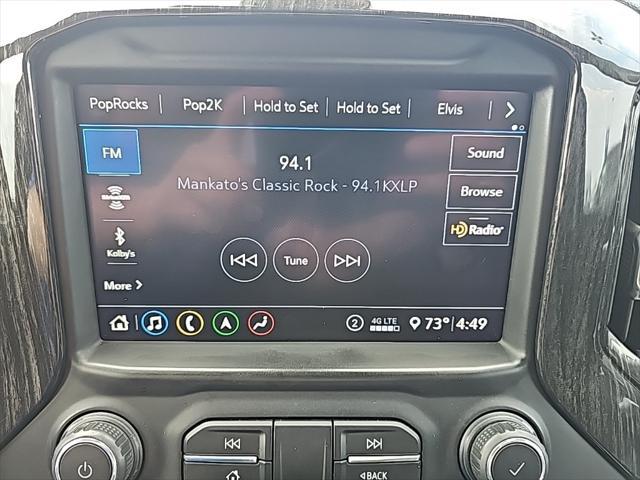 PopRocks Pop2K Hold to Set Hold to Set Elvis
FM
94.1
Mankato's Classic Rock - 94.1KXLP
Sound
SiriusXM
Browse
HD Radio
Kolby's
Tune
More
2 4G LTE 73° 4:49
BACK